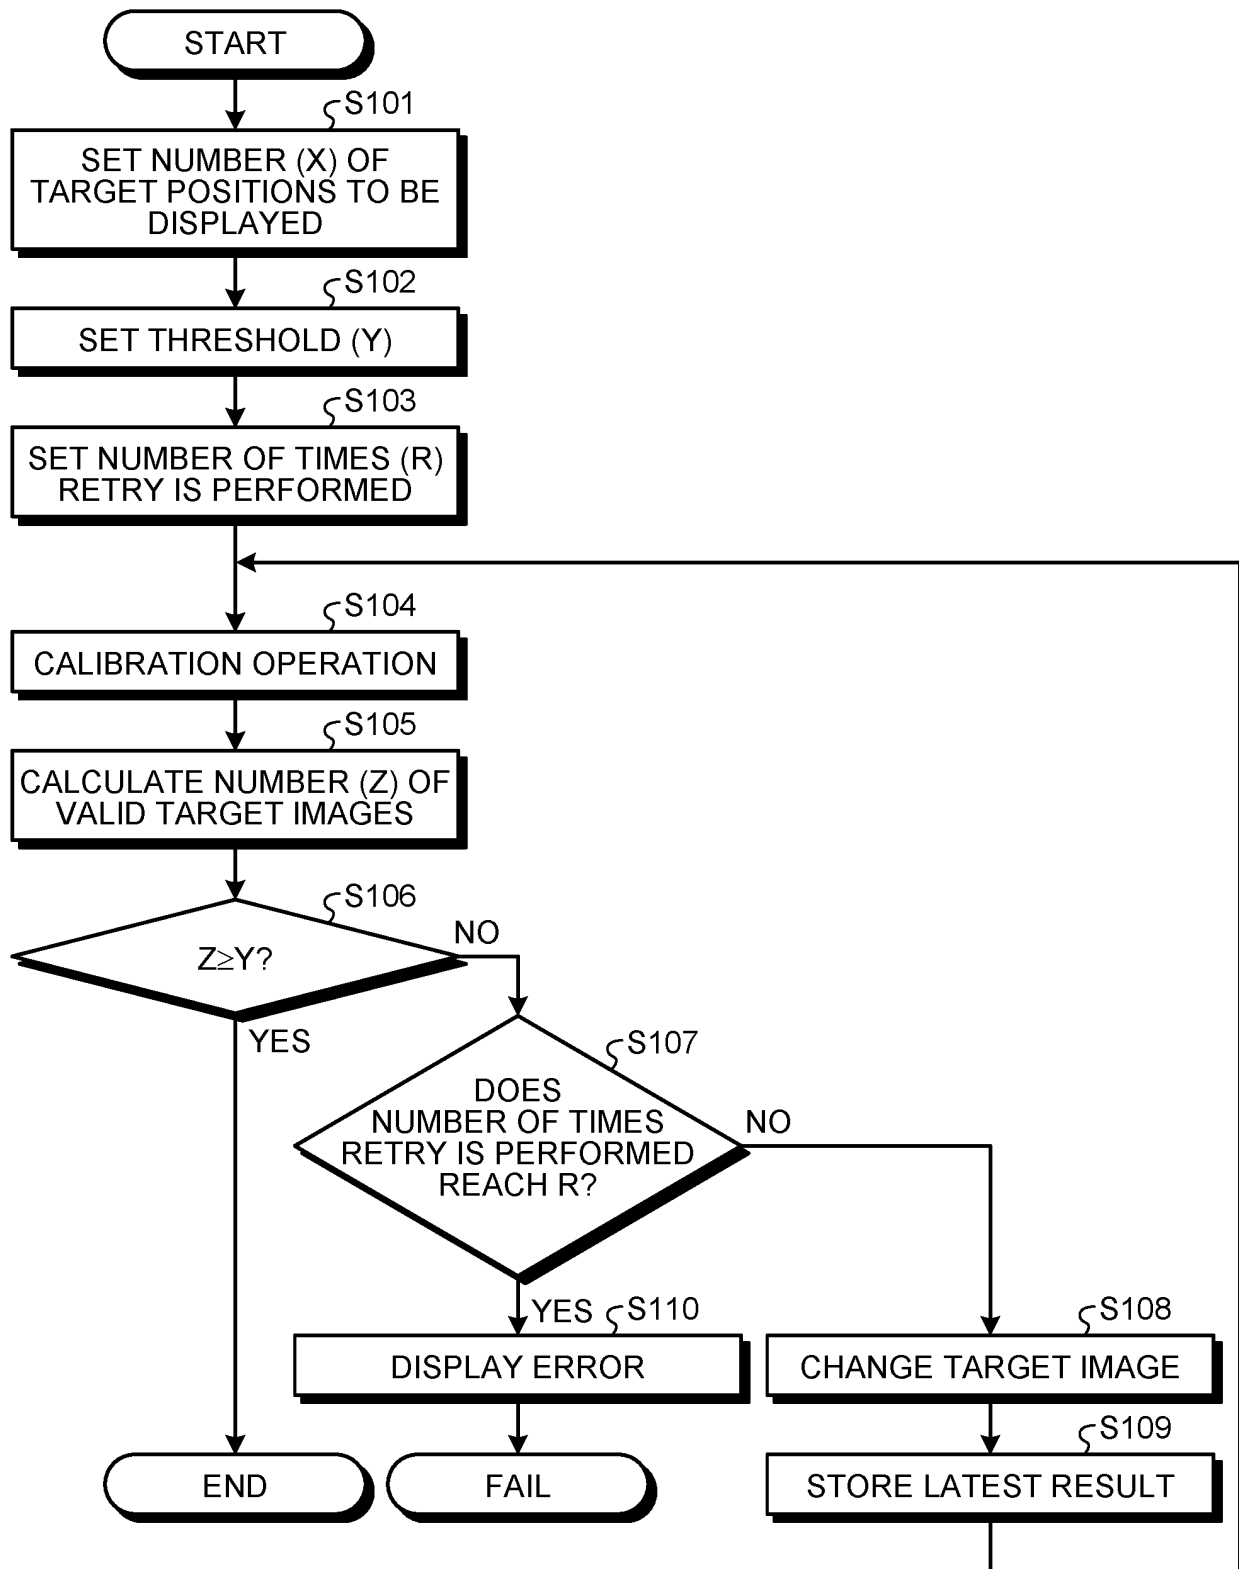 START
S101
SET NUMBER (X) OF
TARGET POSITIONS TO BE
DISPLAYED
S102
SET THRESHOLD (Y)
S103
SET NUMBER OF TIMES (R)
RETRY IS PERFORMED
S104
CALIBRATION OPERATION
S105
CALCULATE NUMBER (Z) OF
VALID TARGET IMAGES
S106
Z≥Y?
NO
YES
S107
DOES
NUMBER OF TIMES
RETRY IS PERFORMED
REACH R?
NO
YES
S110
DISPLAY ERROR
S108
CHANGE TARGET IMAGE
S109
STORE LATEST RESULT
END
FAIL